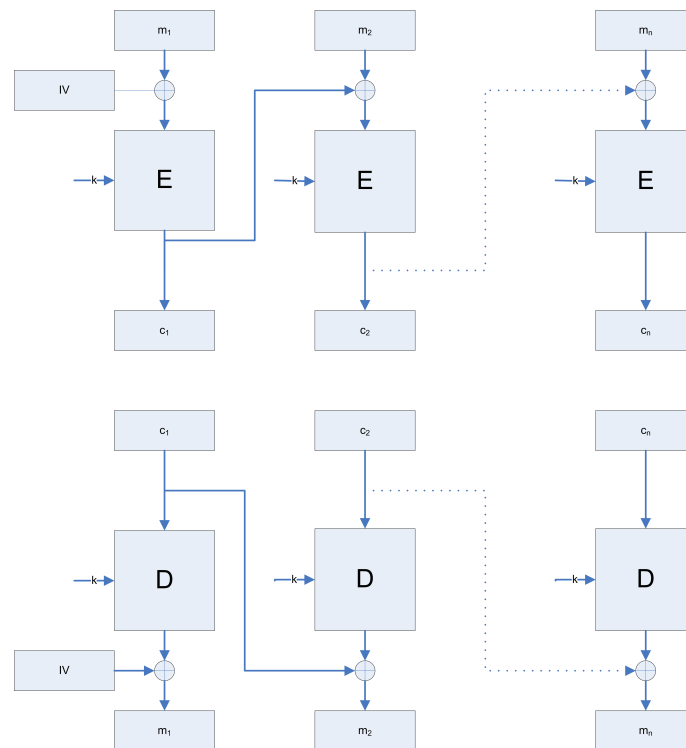 m₁ m₂ mₙ
IV
k E k E k E
c₁ c₂ cₙ
c₁ c₂ cₙ
k D k D k D
IV
m₁ m₂ mₙ